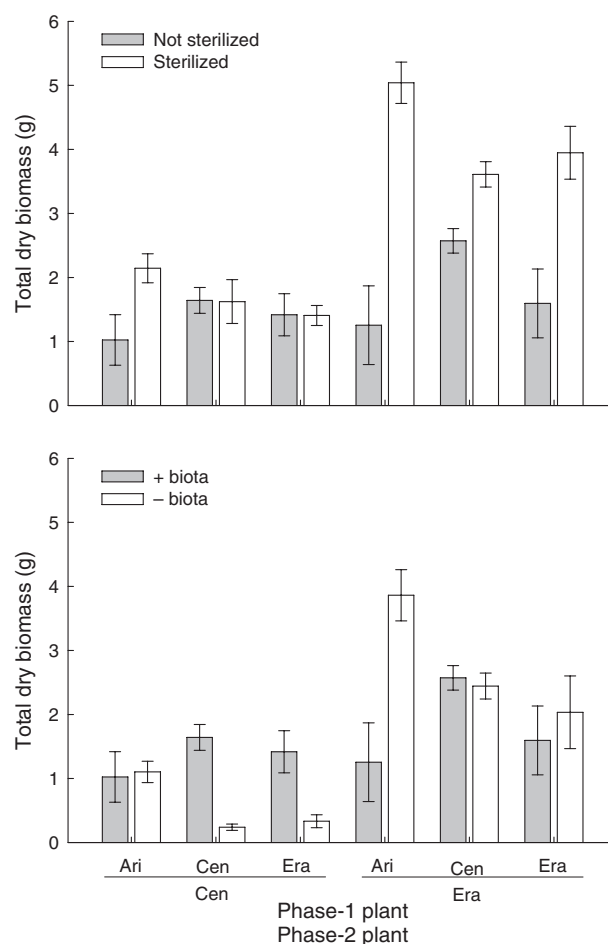 6
Not sterilized
Sterilized
5
4
3
2
1
0
Total dry biomass (g)
6
+ biota
– biota
5
4
3
2
1
0
Total dry biomass (g)
Ari Cen Era Ari Cen Era
Cen Era
Phase-1 plant
Phase-2 plant